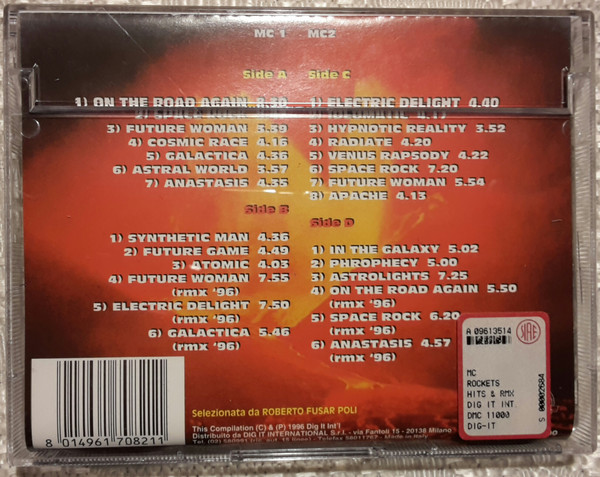 MC 1 MC2
Side A
1) ON THE ROAD AGAIN
2) SPACE ROCK
3) FUTURE WOMAN 3.59
4) COSMIC RACE 4.16
5) GALACTICA 4.36
6) ASTRAL WORLD 3.57
7) ANASTASIS 4.35
Side B
1) SYNTHETIC MAN 4.36
2) FUTURE GAME 4.49
3) ATOMIC 4.03
4) FUTURE WOMAN 7.55
(rmx '96)
5) ELECTRIC DELIGHT 7.50
(rmx '96)
6) GALACTICA 5.46
(rmx '96)
Side C
1) ELECTRIC DELIGHT 4.40
3) HYPNOTIC REALITY 3.52
4) RADIATE 4.20
5) VENUS RAPSODY 4.22
6) SPACE ROCK 7.20
7) FUTURE WOMAN 5.54
8) APACHE 4.13
Side D
1) IN THE GALAXY 5.02
2) PHROPHECY 5.00
3) ASTROLIGHTS 7.25
4) ON THE ROAD AGAIN 5.50
(rmx '96)
5) SPACE ROCK 6.20
(rmx '96)
6) ANASTASIS 4.57
(rmx '96)
Selezionata da ROBERTO FUSAR POLI
This Compilation (C) & (P) 1996 Dig It Int'l
Distribuito da DIG IT INTERNATIONAL S.r.l. - via Fantoli 15 - 20138 Milano
Made in Italy
8 014961 708211
A 09613514
MC
ROCKETS
HITS & RMX
DIG IT INT.
DMC 11000
DIG-IT
S 00002684